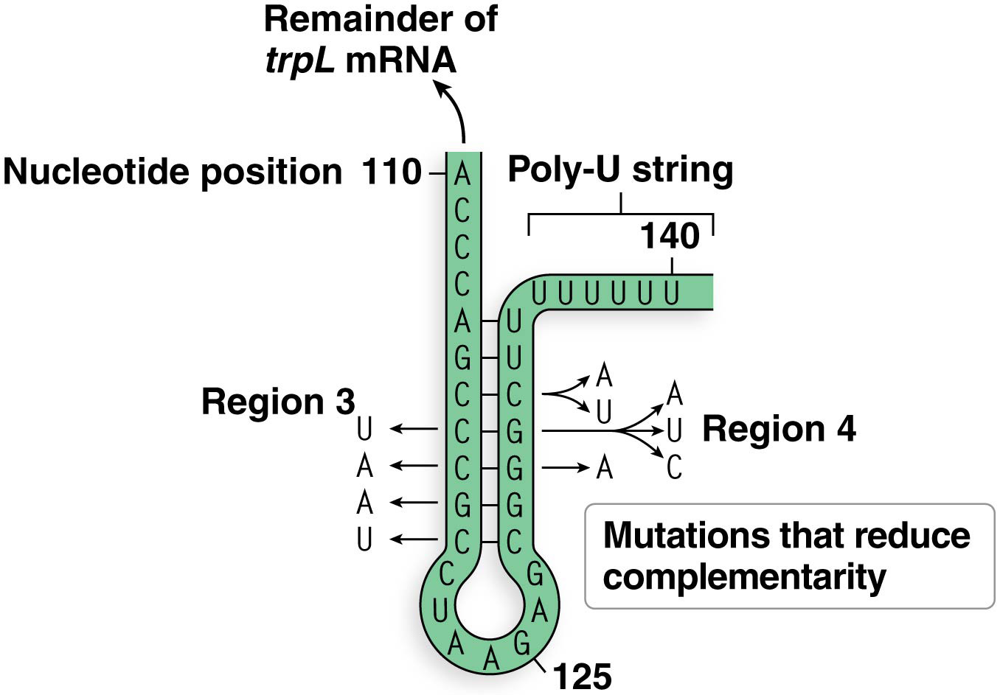 Remainder of
trpL mRNA
Nucleotide position 110
Poly-U string
140
A
C
C
C
A U
G U
C C
C G
C G
G G
C C
C G
U A
A A G
U U U U U U
Region 3
U
A
A
U
A
U
A
A
U
C
Region 4
Mutations that reduce
complementarity
125